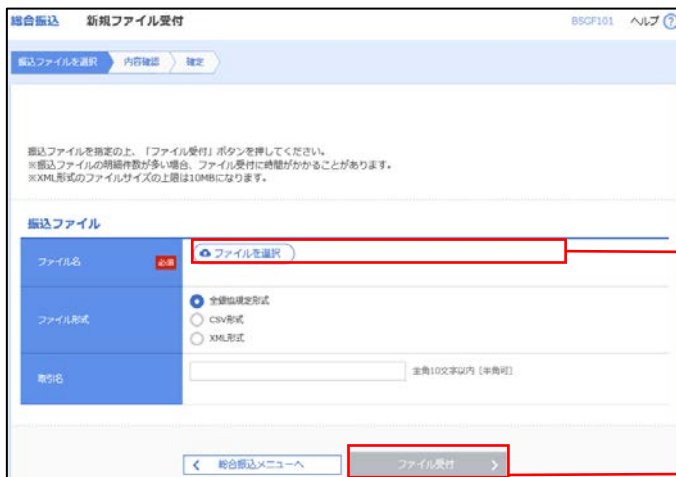 総合振込 新規ファイル受付 BSGF101 ヘルプ ?
振込ファイルを選択 内容確認 確定
振込ファイルを指定の上、「ファイル受付」ボタンを押してください。
※振込ファイルの明細件数が多い場合、ファイル受付に時間がかかることがあります。
※XML形式のファイルサイズの上限は10MBになります。
振込ファイル
ファイル名 必須 ファイルを選択
ファイル形式
全銀協規定形式
CSV形式
XML形式
取引名 全角10文字以内 [半角可]
総合振込メニューへ ファイル受付